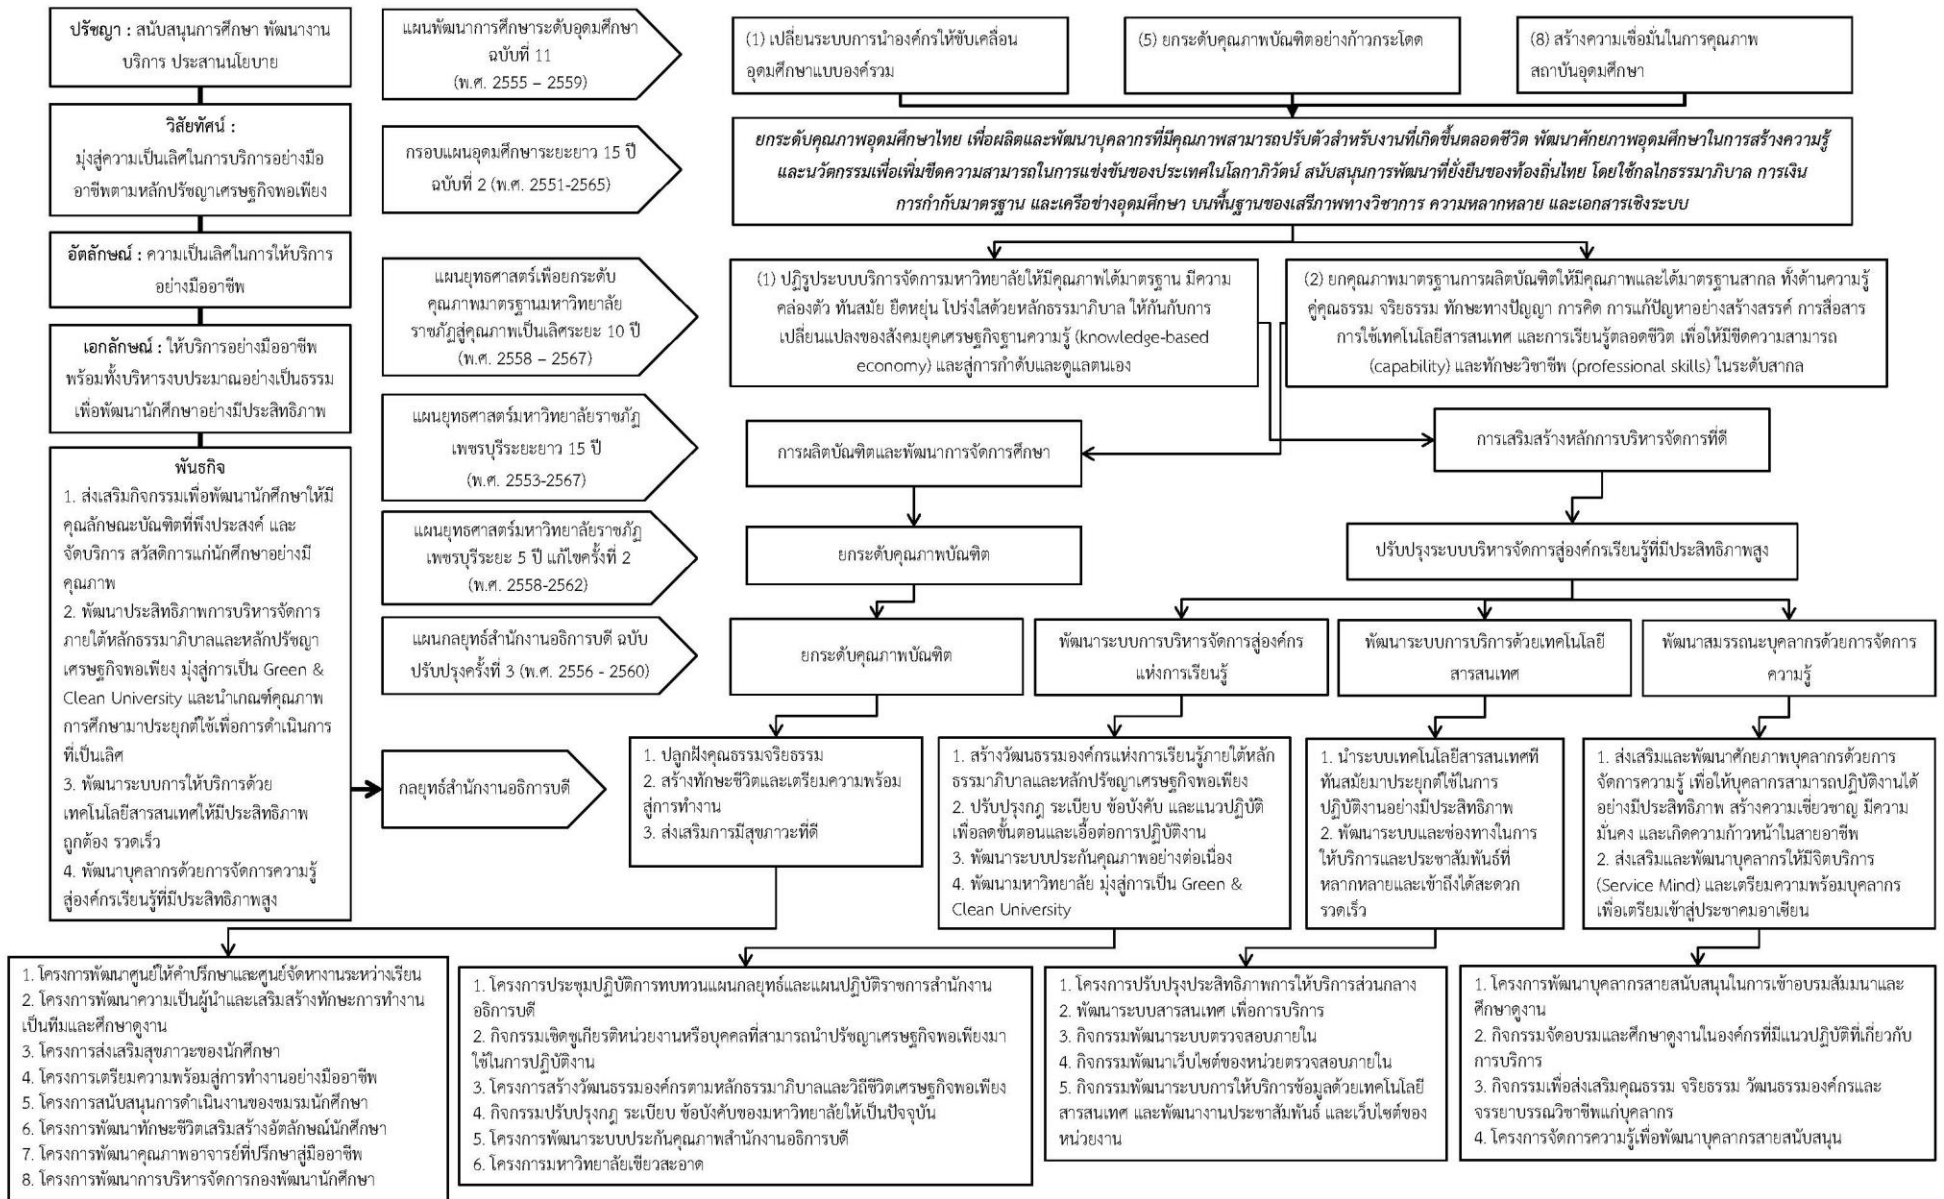 ปรัชญา : สนับสนุนการศึกษา พัฒนางาน
บริการ ประสานนโยบาย
วิสัยทัศน์ :
มุ่งสู่ความเป็นเลิศในการบริการอย่างมือ
อาชีพตามหลักปรัชญาเศรษฐกิจพอเพียง
อัตลักษณ์ : ความเป็นเลิศในการให้บริการ
อย่างมืออาชีพ
เอกลักษณ์ : ให้บริการอย่างมืออาชีพ
พร้อมทั้งบริหารงบประมาณอย่างเป็นธรรม
เพื่อพัฒนานักศึกษาอย่างมีประสิทธิภาพ
พันธกิจ
1. ส่งเสริมกิจกรรมเพื่อพัฒนานักศึกษาให้มี
คุณลักษณะบัณฑิตที่พึงประสงค์ และ
จัดบริการ สวัสดิการแก่นักศึกษาอย่างมี
คุณภาพ
2. พัฒนาประสิทธิภาพการบริหารจัดการ
ภายใต้หลักธรรมาภิบาลและหลักปรัชญา
เศรษฐกิจพอเพียง มุ่งสู่การเป็น Green &
Clean University และนำเกณฑ์คุณภาพ
การศึกษามาประยุกต์ใช้เพื่อการดำเนินการ
ที่เป็นเลิศ
3. พัฒนาระบบการให้บริการด้วย
เทคโนโลยีสารสนเทศให้มีประสิทธิภาพ
ถูกต้อง รวดเร็ว
4. พัฒนาบุคลากรด้วยการจัดการความรู้
สู่องค์กรเรียนรู้ที่มีประสิทธิภาพสูง
แผนพัฒนาการศึกษาระดับอุดมศึกษา
ฉบับที่ 11
(พ.ศ. 2555 – 2559)
(1) เปลี่ยนระบบการนำองค์กรให้ขับเคลื่อน
อุดมศึกษาแบบองค์รวม
(5) ยกระดับคุณภาพบัณฑิตอย่างก้าวกระโดด
(8) สร้างความเชื่อมั่นในการคุณภาพ
สถาบันอุดมศึกษา
กรอบแผนอุดมศึกษาระยะยาว 15 ปี
ฉบับที่ 2 (พ.ศ. 2551-2565)
ยกระดับคุณภาพอุดมศึกษาไทย เพื่อผลิตและพัฒนาบุคลากรที่มีคุณภาพสามารถปรับตัวสำหรับงานที่เกิดขึ้นตลอดชีวิต พัฒนาศักยภาพอุดมศึกษาในการสร้างความรู้
และนวัตกรรมเพื่อเพิ่มขีดความสามารถในการแข่งขันของประเทศในโลกาภิวัตน์ สนับสนุนการพัฒนาที่ยั่งยืนของท้องถิ่นไทย โดยใช้กลไกธรรมาภิบาล การเงิน
การกำกับมาตรฐาน และเครือข่างอุดมศึกษา บนพื้นฐานของเสรีภาพทางวิชาการ ความหลากหลาย และเอกสารเชิงระบบ
แผนยุทธศาสตร์เพื่อยกระดับ
คุณภาพมาตรฐานมหาวิทยาลัย
ราชภัฏสู่คุณภาพเป็นเลิศระยะ 10 ปี
(พ.ศ. 2558 – 2567)
(1) ปฏิรูประบบบริการจัดการมหาวิทยาลัยให้มีคุณภาพได้มาตรฐาน มีความ
คล่องตัว ทันสมัย ยืดหยุ่น โปร่งใสด้วยหลักธรรมาภิบาล ให้กันกับการ
เปลี่ยนแปลงของสังคมยุคเศรษฐกิจฐานความรู้ (knowledge-based
economy) และสู่การกำดับและดูแลตนเอง
(2) ยกคุณภาพมาตรฐานการผลิตบัณฑิตให้มีคุณภาพและได้มาตรฐานสากล ทั้งด้านความรู้
คู่คุณธรรม จริยธรรม ทักษะทางปัญญา การคิด การแก้ปัญหาอย่างสร้างสรรค์ การสื่อสาร
การใช้เทคโนโลยีสารสนเทศ และการเรียนรู้ตลอดชีวิต เพื่อให้มีขีดความสามารถ
(capability) และทักษะวิชาชีพ (professional skills) ในระดับสากล
แผนยุทธศาสตร์มหาวิทยาลัยราชภัฏ
เพชรบุรีระยะยาว 15 ปี
(พ.ศ. 2553-2567)
การผลิตบัณฑิตและพัฒนาการจัดการศึกษา
การเสริมสร้างหลักการบริหารจัดการที่ดี
แผนยุทธศาสตร์มหาวิทยาลัยราชภัฏ
เพชรบุรีระยะ 5 ปี แก้ไขครั้งที่ 2
(พ.ศ. 2558-2562)
ยกระดับคุณภาพบัณฑิต
ปรับปรุงระบบบริหารจัดการสู่องค์กรเรียนรู้ที่มีประสิทธิภาพสูง
แผนกลยุทธ์สำนักงานอธิการบดี ฉบับ
ปรับปรุงครั้งที่ 3 (พ.ศ. 2556 - 2560)
ยกระดับคุณภาพบัณฑิต
พัฒนาระบบการบริหารจัดการสู่องค์กร
แห่งการเรียนรู้
พัฒนาระบบการบริการด้วยเทคโนโลยี
สารสนเทศ
พัฒนาสมรรถนะบุคลากรด้วยการจัดการ
ความรู้
กลยุทธ์สำนักงานอธิการบดี
1. ปลูกฝังคุณธรรมจริยธรรม
2. สร้างทักษะชีวิตและเตรียมความพร้อม
สู่การทำงาน
3. ส่งเสริมการมีสุขภาวะที่ดี
1. สร้างวัฒนธรรมองค์กรแห่งการเรียนรู้ภายใต้หลัก
ธรรมาภิบาลและหลักปรัชญาเศรษฐกิจพอเพียง
2. ปรับปรุงกฎ ระเบียบ ข้อบังคับ และแนวปฏิบัติ
เพื่อลดขั้นตอนและเอื้อต่อการปฏิบัติงาน
3. พัฒนาระบบประกันคุณภาพอย่างต่อเนื่อง
4. พัฒนามหาวิทยาลัย มุ่งสู่การเป็น Green &
Clean University
1. นำระบบเทคโนโลยีสารสนเทศที
ทันสมัยมาประยุกต์ใช้ในการ
ปฏิบัติงานอย่างมีประสิทธิภาพ
2. พัฒนาระบบและช่องทางในการ
ให้บริการและประชาสัมพันธ์ที่
หลากหลายและเข้าถึงได้สะดวก
รวดเร็ว
1. ส่งเสริมและพัฒนาศักยภาพบุคลากรด้วยการ
จัดการความรู้ เพื่อให้บุคลากรสามารถปฏิบัติงานได้
อย่างมีประสิทธิภาพ สร้างความเชี่ยวชาญ มีความ
มั่นคง และเกิดความก้าวหน้าในสายอาชีพ
2. ส่งเสริมและพัฒนาบุคลากรให้มีจิตบริการ
(Service Mind) และเตรียมความพร้อมบุคลากร
เพื่อเตรียมเข้าสู่ประชาคมอาเซียน
1. โครงการพัฒนาศูนย์ให้คำปรึกษาและศูนย์จัดหางานระหว่างเรียน
2. โครงการพัฒนาความเป็นผู้นำและเสริมสร้างทักษะการทำงาน
เป็นทีมและศึกษาดูงาน
3. โครงการส่งเสริมสุขภาวะของนักศึกษา
4. โครงการเตรียมความพร้อมสู่การทำงานอย่างมืออาชีพ
5. โครงการสนับสนุนการดำเนินงานของชมรมนักศึกษา
6. โครงการพัฒนาทักษะชีวิตเสริมสร้างอัตลักษณ์นักศึกษา
7. โครงการพัฒนาคุณภาพอาจารย์ที่ปรึกษาสู่มืออาชีพ
8. โครงการพัฒนาการบริหารจัดการกองพัฒนานักศึกษา
1. โครงการประชุมปฏิบัติการทบทวนแผนกลยุทธ์และแผนปฏิบัติราชการสำนักงาน
อธิการบดี
2. กิจกรรมเชิดชูเกียรติหน่วยงานหรือบุคคลที่สามารถนำปรัชญาเศรษฐกิจพอเพียงมา
ใช้ในการปฏิบัติงาน
3. โครงการสร้างวัฒนธรรมองค์กรตามหลักธรรมาภิบาลและวิถีชีวิตเศรษฐกิจพอเพียง
4. กิจกรรมปรับปรุงกฎ ระเบียบ ข้อบังคับของมหาวิทยาลัยให้เป็นปัจจุบัน
5. โครงการพัฒนาระบบประกันคุณภาพสำนักงานอธิการบดี
6. โครงการมหาวิทยาลัยเขียวสะอาด
1. โครงการปรับปรุงประสิทธิภาพการให้บริการส่วนกลาง
2. พัฒนาระบบสารสนเทศ เพื่อการบริการ
3. กิจกรรมพัฒนาระบบตรวจสอบภายใน
4. กิจกรรมพัฒนาเว็บไซต์ของหน่วยตรวจสอบภายใน
5. กิจกรรมพัฒนาระบบการให้บริการข้อมูลด้วยเทคโนโลยี
สารสนเทศ และพัฒนางานประชาสัมพันธ์ และเว็บไซต์ของ
หน่วยงาน
1. โครงการพัฒนาบุคลากรสายสนับสนุนในการเข้าอบรมสัมมนาและ
ศึกษาดูงาน
2. กิจกรรมจัดอบรมและศึกษาดูงานในองค์กรที่มีแนวปฏิบัติที่เกี่ยวกับ
การบริการ
3. กิจกรรมเพื่อส่งเสริมคุณธรรม จริยธรรม วัฒนธรรมองค์กรและ
จรรยาบรรณวิชาชีพแก่บุคลากร
4. โครงการจัดการความรู้เพื่อพัฒนาบุคลากรสายสนับสนุน